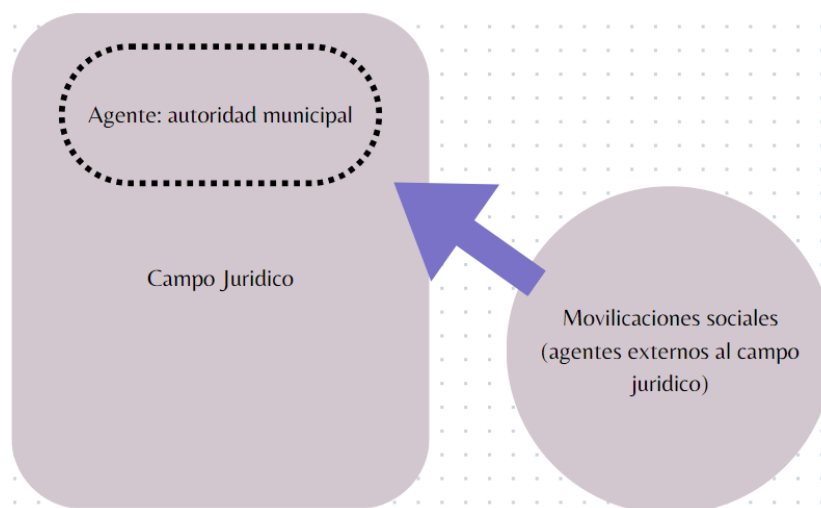 Agente: autoridad municipal
Campo Juridico
Movilicaciones sociales
(agentes externos al campo
juridico)